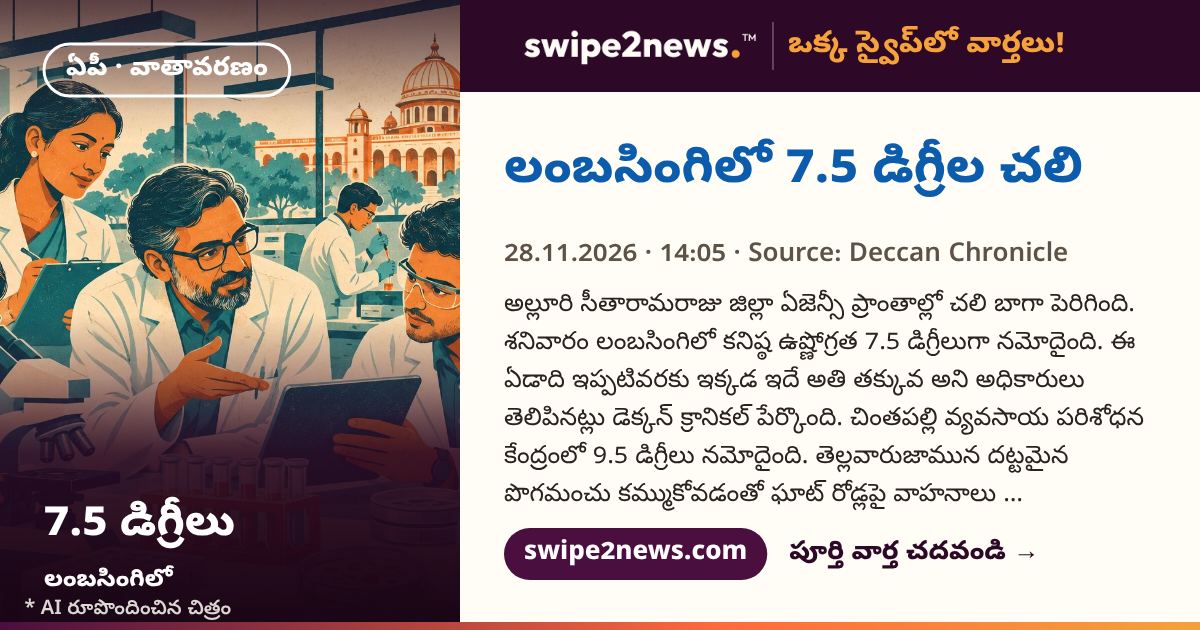 ఏపీ · వాతావరణం
swipe2news.™ | ఒక్క స్వైప్‌లో వార్తలు!
లంబసింగిలో 7.5 డిగ్రీల చలి
28.11.2026 · 14:05 · Source: Deccan Chronicle
అల్లూరి సీతారామరాజు జిల్లా ఏజెన్సీ ప్రాంతాల్లో చలి బాగా పెరిగింది.
శనివారం లంబసింగిలో కనిష్ఠ ఉష్ణోగ్రత 7.5 డిగ్రీలుగా నమోదైంది. ఈ
ఏడాది ఇప్పటివరకు ఇక్కడ ఇదే అతి తక్కువ అని అధికారులు
తెలిపినట్లు డెక్కన్ క్రానికల్ పేర్కొంది. చింతపల్లి వ్యవసాయ పరిశోధన
కేంద్రంలో 9.5 డిగ్రీలు నమోదైంది. తెల్లవారుజామున దట్టమైన
పొగమంచు కమ్ముకోవడంతో ఘాట్ రోడ్లపై వాహనాలు ...
swipe2news.com పూర్తి వార్త చదవండి →
7.5 డిగ్రీలు
లంబసింగిలో
* AI రూపొందించిన చిత్రం